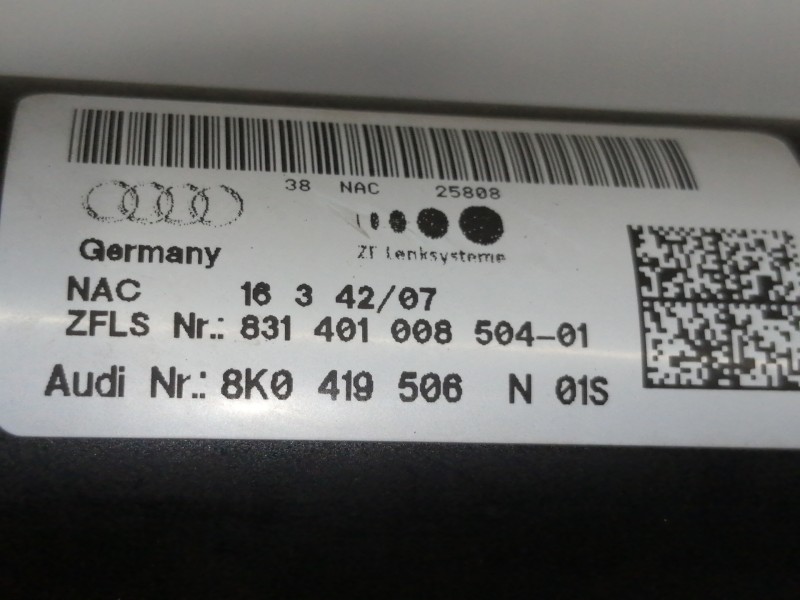 38 NAC 25808
ZF Lenksysteme
Germany
NAC 16 3 42/07
ZFLS Nr.: 831 401 008 504-01
Audi Nr.: 8K0 419 506 N 01S